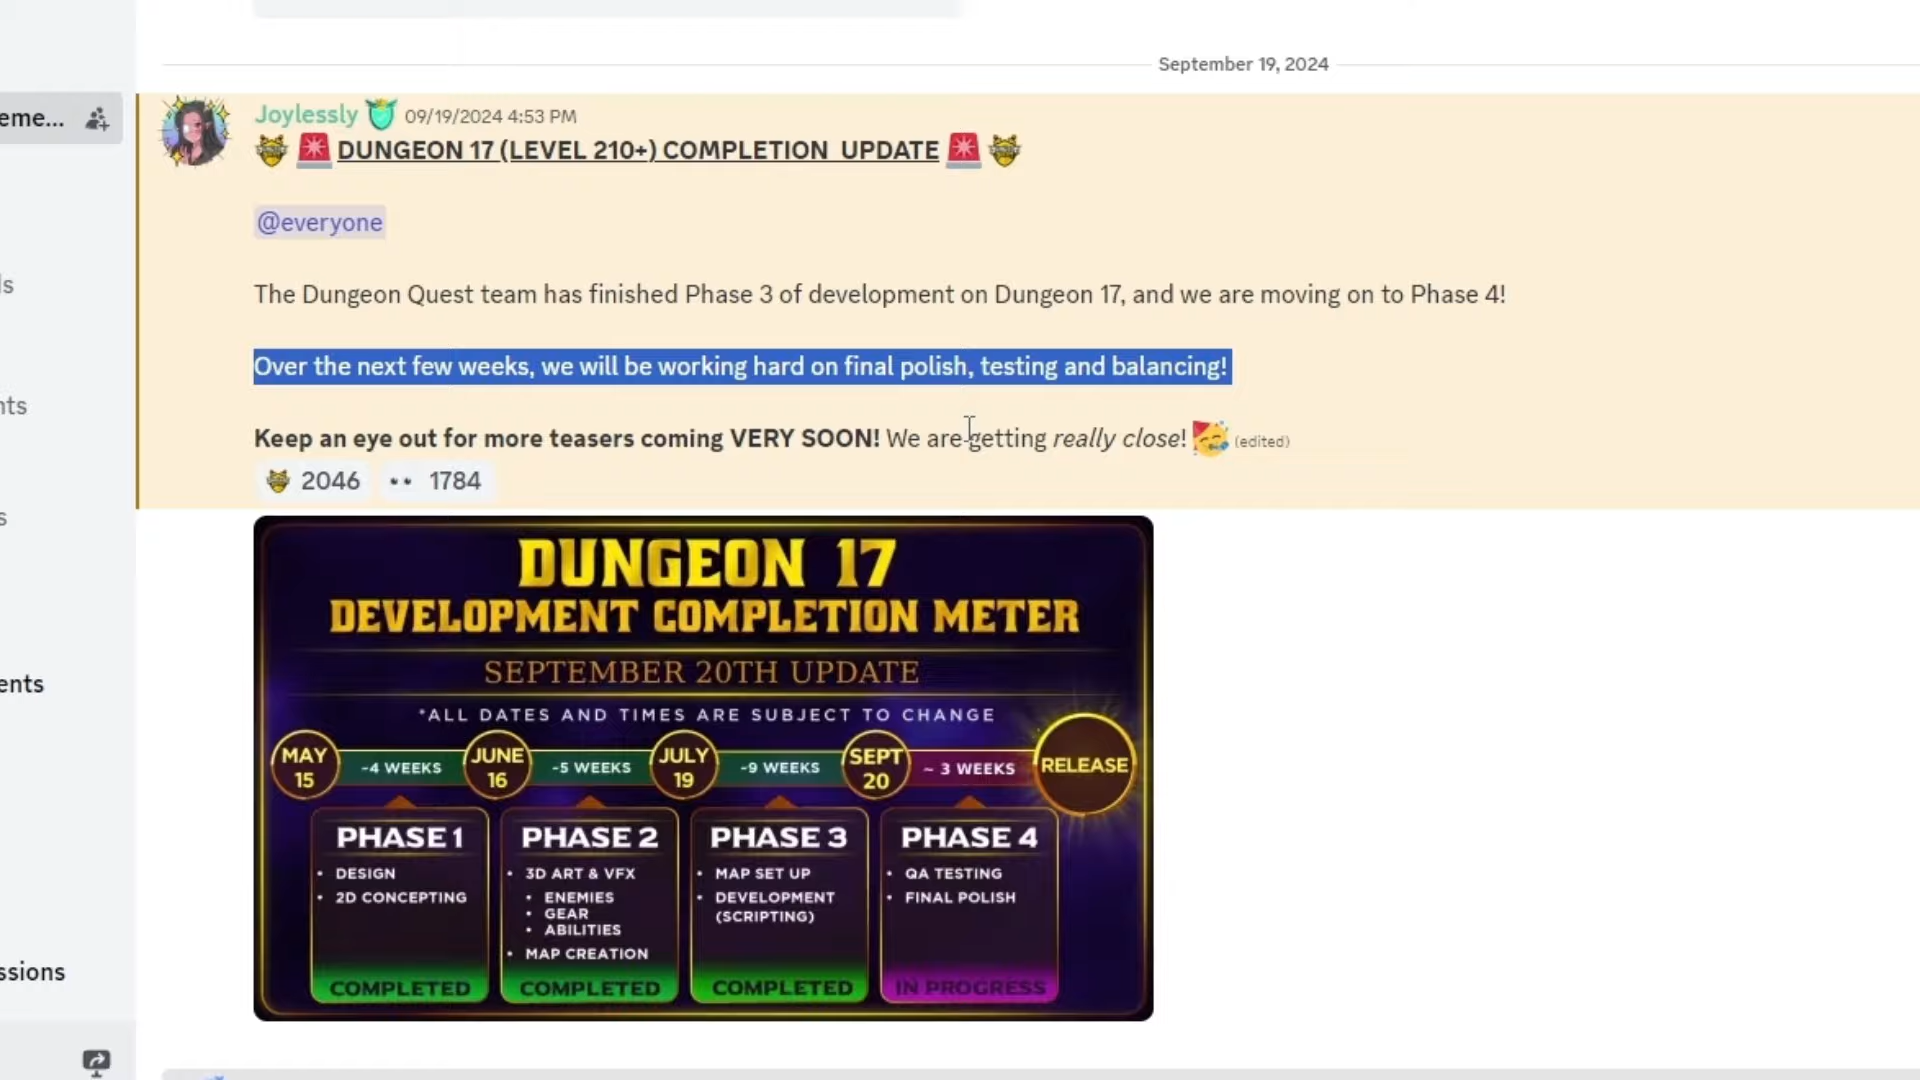 September 19, 2024
eme...
Joylessly 09/19/2024 4:53 PM
DUNGEON 17 (LEVEL 210+) COMPLETION UPDATE
@everyone
ls
The Dungeon Quest team has finished Phase 3 of development on Dungeon 17, and we are moving on to Phase 4!
Over the next few weeks, we will be working hard on final polish, testing and balancing!
nts
Keep an eye out for more teasers coming VERY SOON! We are getting really close! (edited)
2046 1784
s
DUNGEON 17
DEVELOPMENT COMPLETION METER
SEPTEMBER 20TH UPDATE
ents
*ALL DATES AND TIMES ARE SUBJECT TO CHANGE
MAY 15
~4 WEEKS
JUNE 16
~5 WEEKS
JULY 19
~9 WEEKS
SEPT 20
~ 3 WEEKS
RELEASE
PHASE 1
• DESIGN
• 2D CONCEPTING
COMPLETED
PHASE 2
• 3D ART & VFX
• ENEMIES
• GEAR
• ABILITIES
• MAP CREATION
COMPLETED
PHASE 3
• MAP SET UP
• DEVELOPMENT
(SCRIPTING)
COMPLETED
PHASE 4
• QA TESTING
• FINAL POLISH
IN PROGRESS
ssions